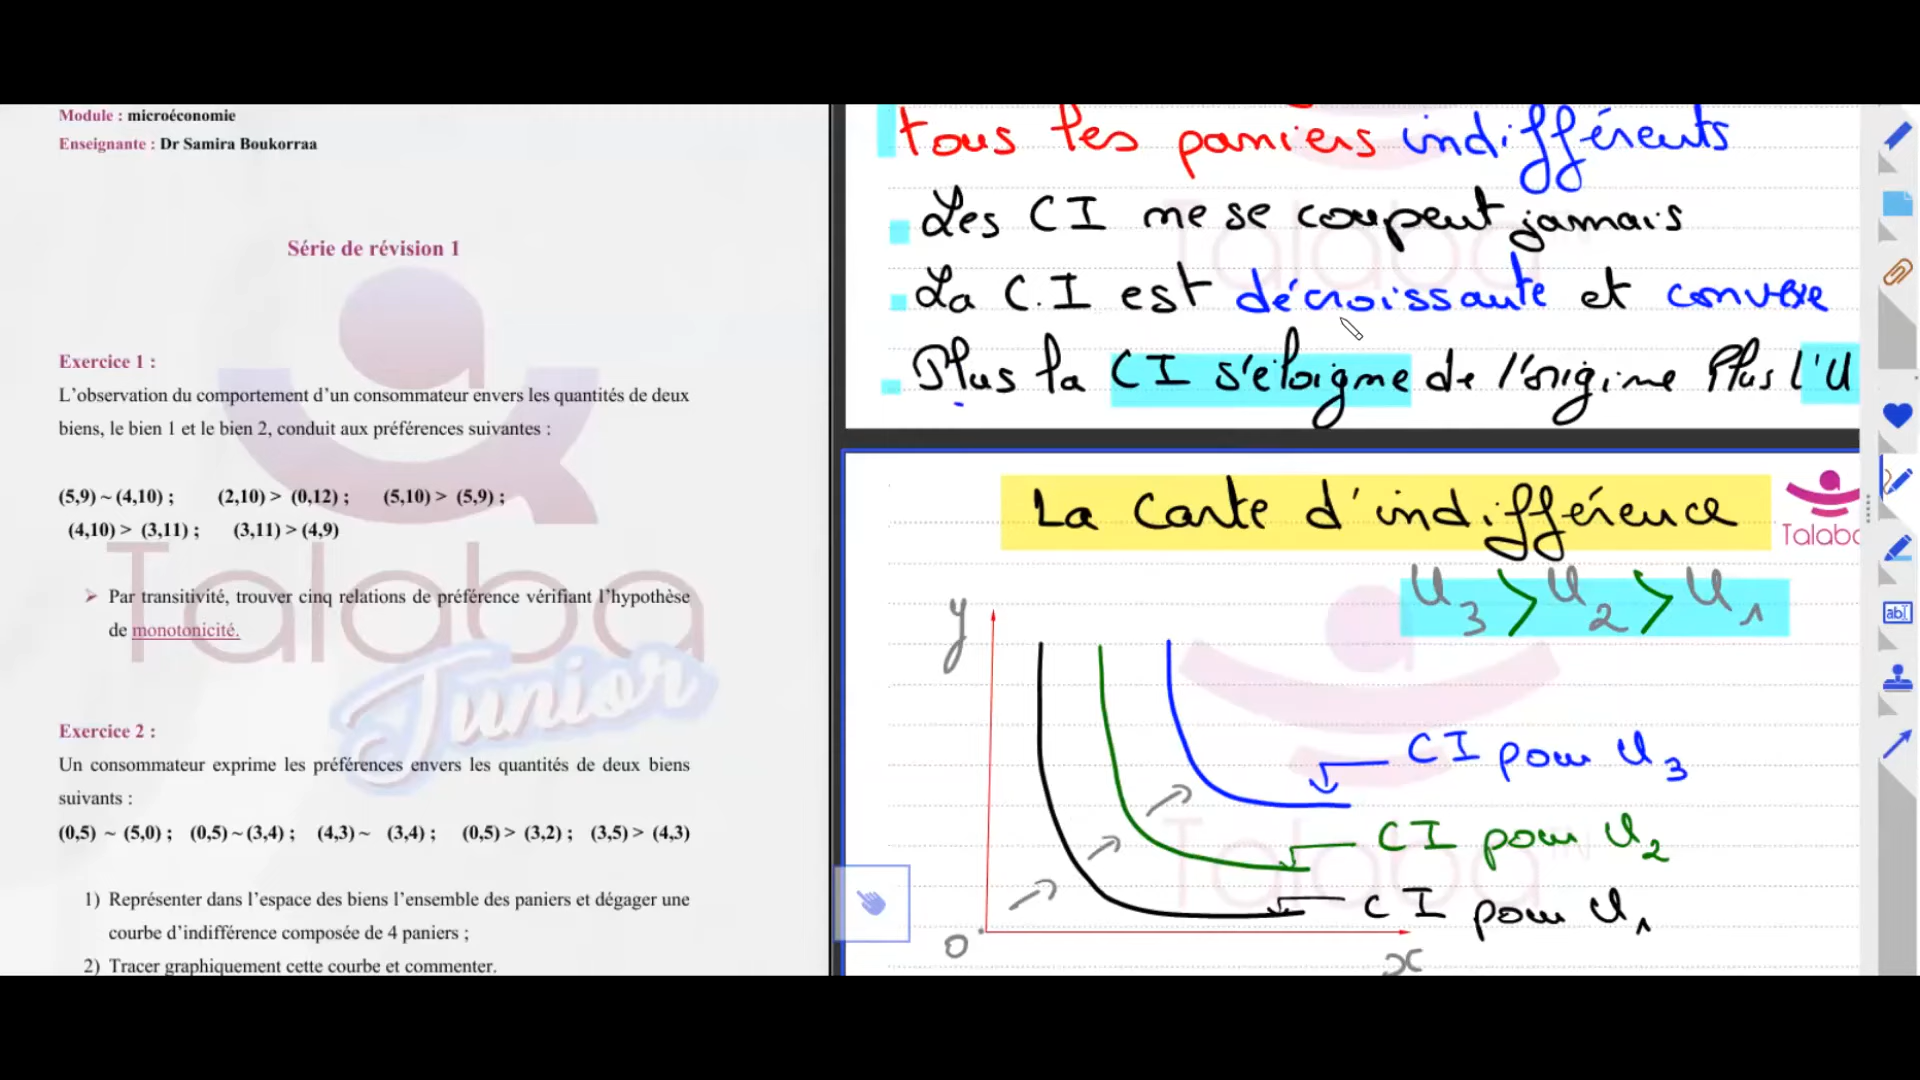 Module : microéconomie
Enseignante : Dr Samira Boukorraa
Série de révision 1
Exercice 1 :
L'observation du comportement d'un consommateur envers les quantités de deux
biens, le bien 1 et le bien 2, conduit aux préférences suivantes :
(5,9) ~ (4,10) ; (2,10) > (0,12) ; (5,10) > (5,9) ;
(4,10) > (3,11) ; (3,11) > (4,9)
➢ Par transitivité, trouver cinq relations de préférence vérifiant l'hypothèse
de monotonicité.
Exercice 2 :
Un consommateur exprime les préférences envers les quantités de deux biens
suivants :
(0,5) ~ (5,0) ; (0,5) ~ (3,4) ; (4,3) ~ (3,4) ; (0,5) > (3,2) ; (3,5) > (4,3)
1) Représenter dans l'espace des biens l'ensemble des paniers et dégager une
courbe d'indifférence composée de 4 paniers ;
2) Tracer graphiquement cette courbe et commenter.
Talaba
Junior
tous les paniers indifférents
Les CI ne se coupent jamais
La C.I est décroissante et convexe
Plus la CI s'éloigne de l'origine Plus l'U
La Carte d'indifférence
Talaba
U3 > U2 > U1
y
CI pour U3
CI pour U2
CI pour U1
0
x
Talaba
Talaba
ab